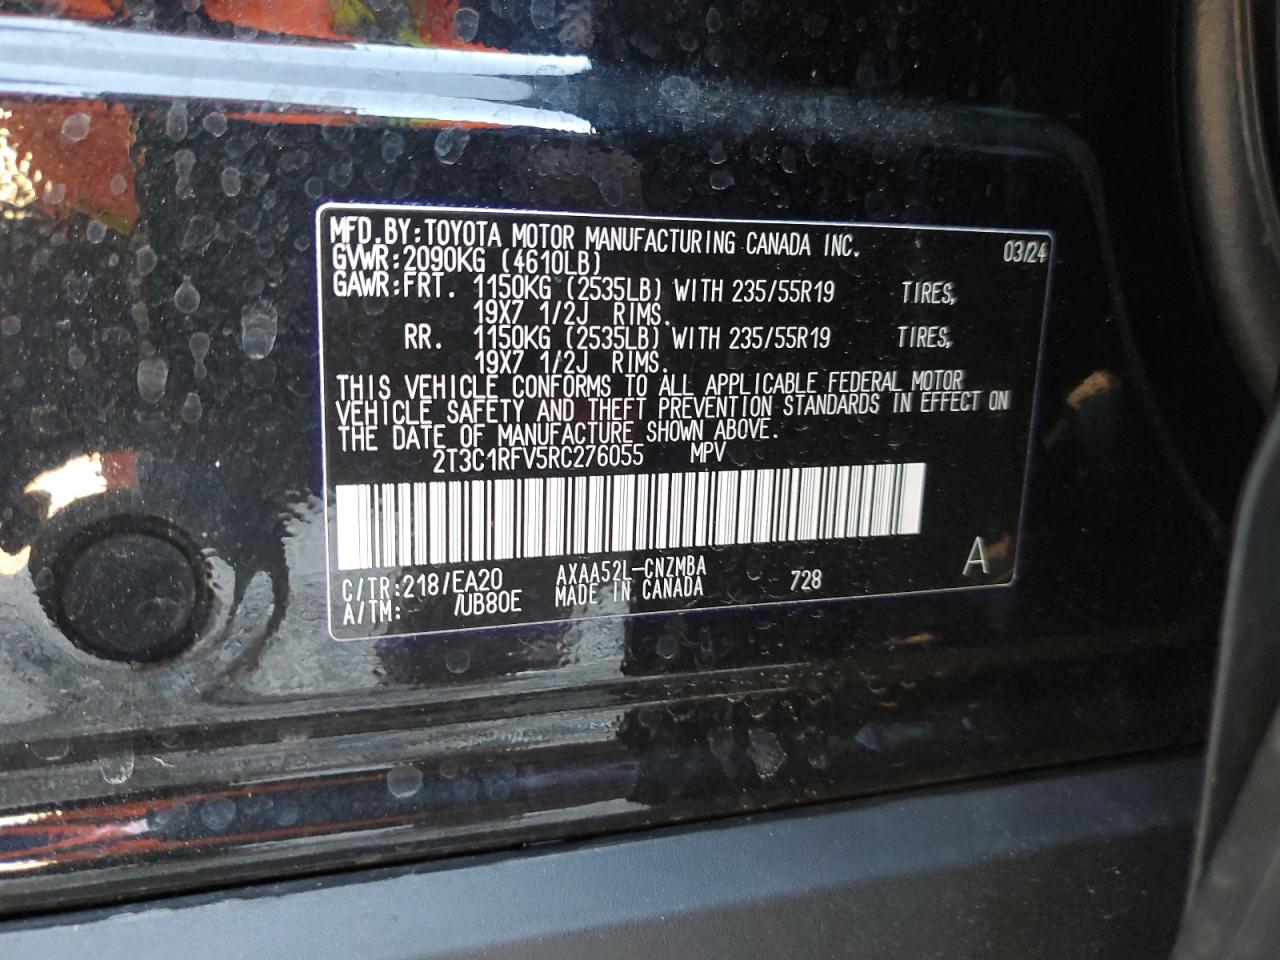 MFD.BY:TOYOTA MOTOR MANUFACTURING CANADA INC. 03/24
GVWR:2090KG (4610LB)
GAWR:FRT. 1150KG (2535LB) WITH 235/55R19 TIRES,
19X7 1/2J RIMS.
RR. 1150KG (2535LB) WITH 235/55R19 TIRES,
19X7 1/2J RIMS.
THIS VEHICLE CONFORMS TO ALL APPLICABLE FEDERAL MOTOR
VEHICLE SAFETY AND THEFT PREVENTION STANDARDS IN EFFECT ON
THE DATE OF MANUFACTURE SHOWN ABOVE.
2T3C1RFV5RC276055 MPV
C/TR:218/EA20 AXAA52L-CNZMBA 728 A
A/TM: /UB80E MADE IN CANADA